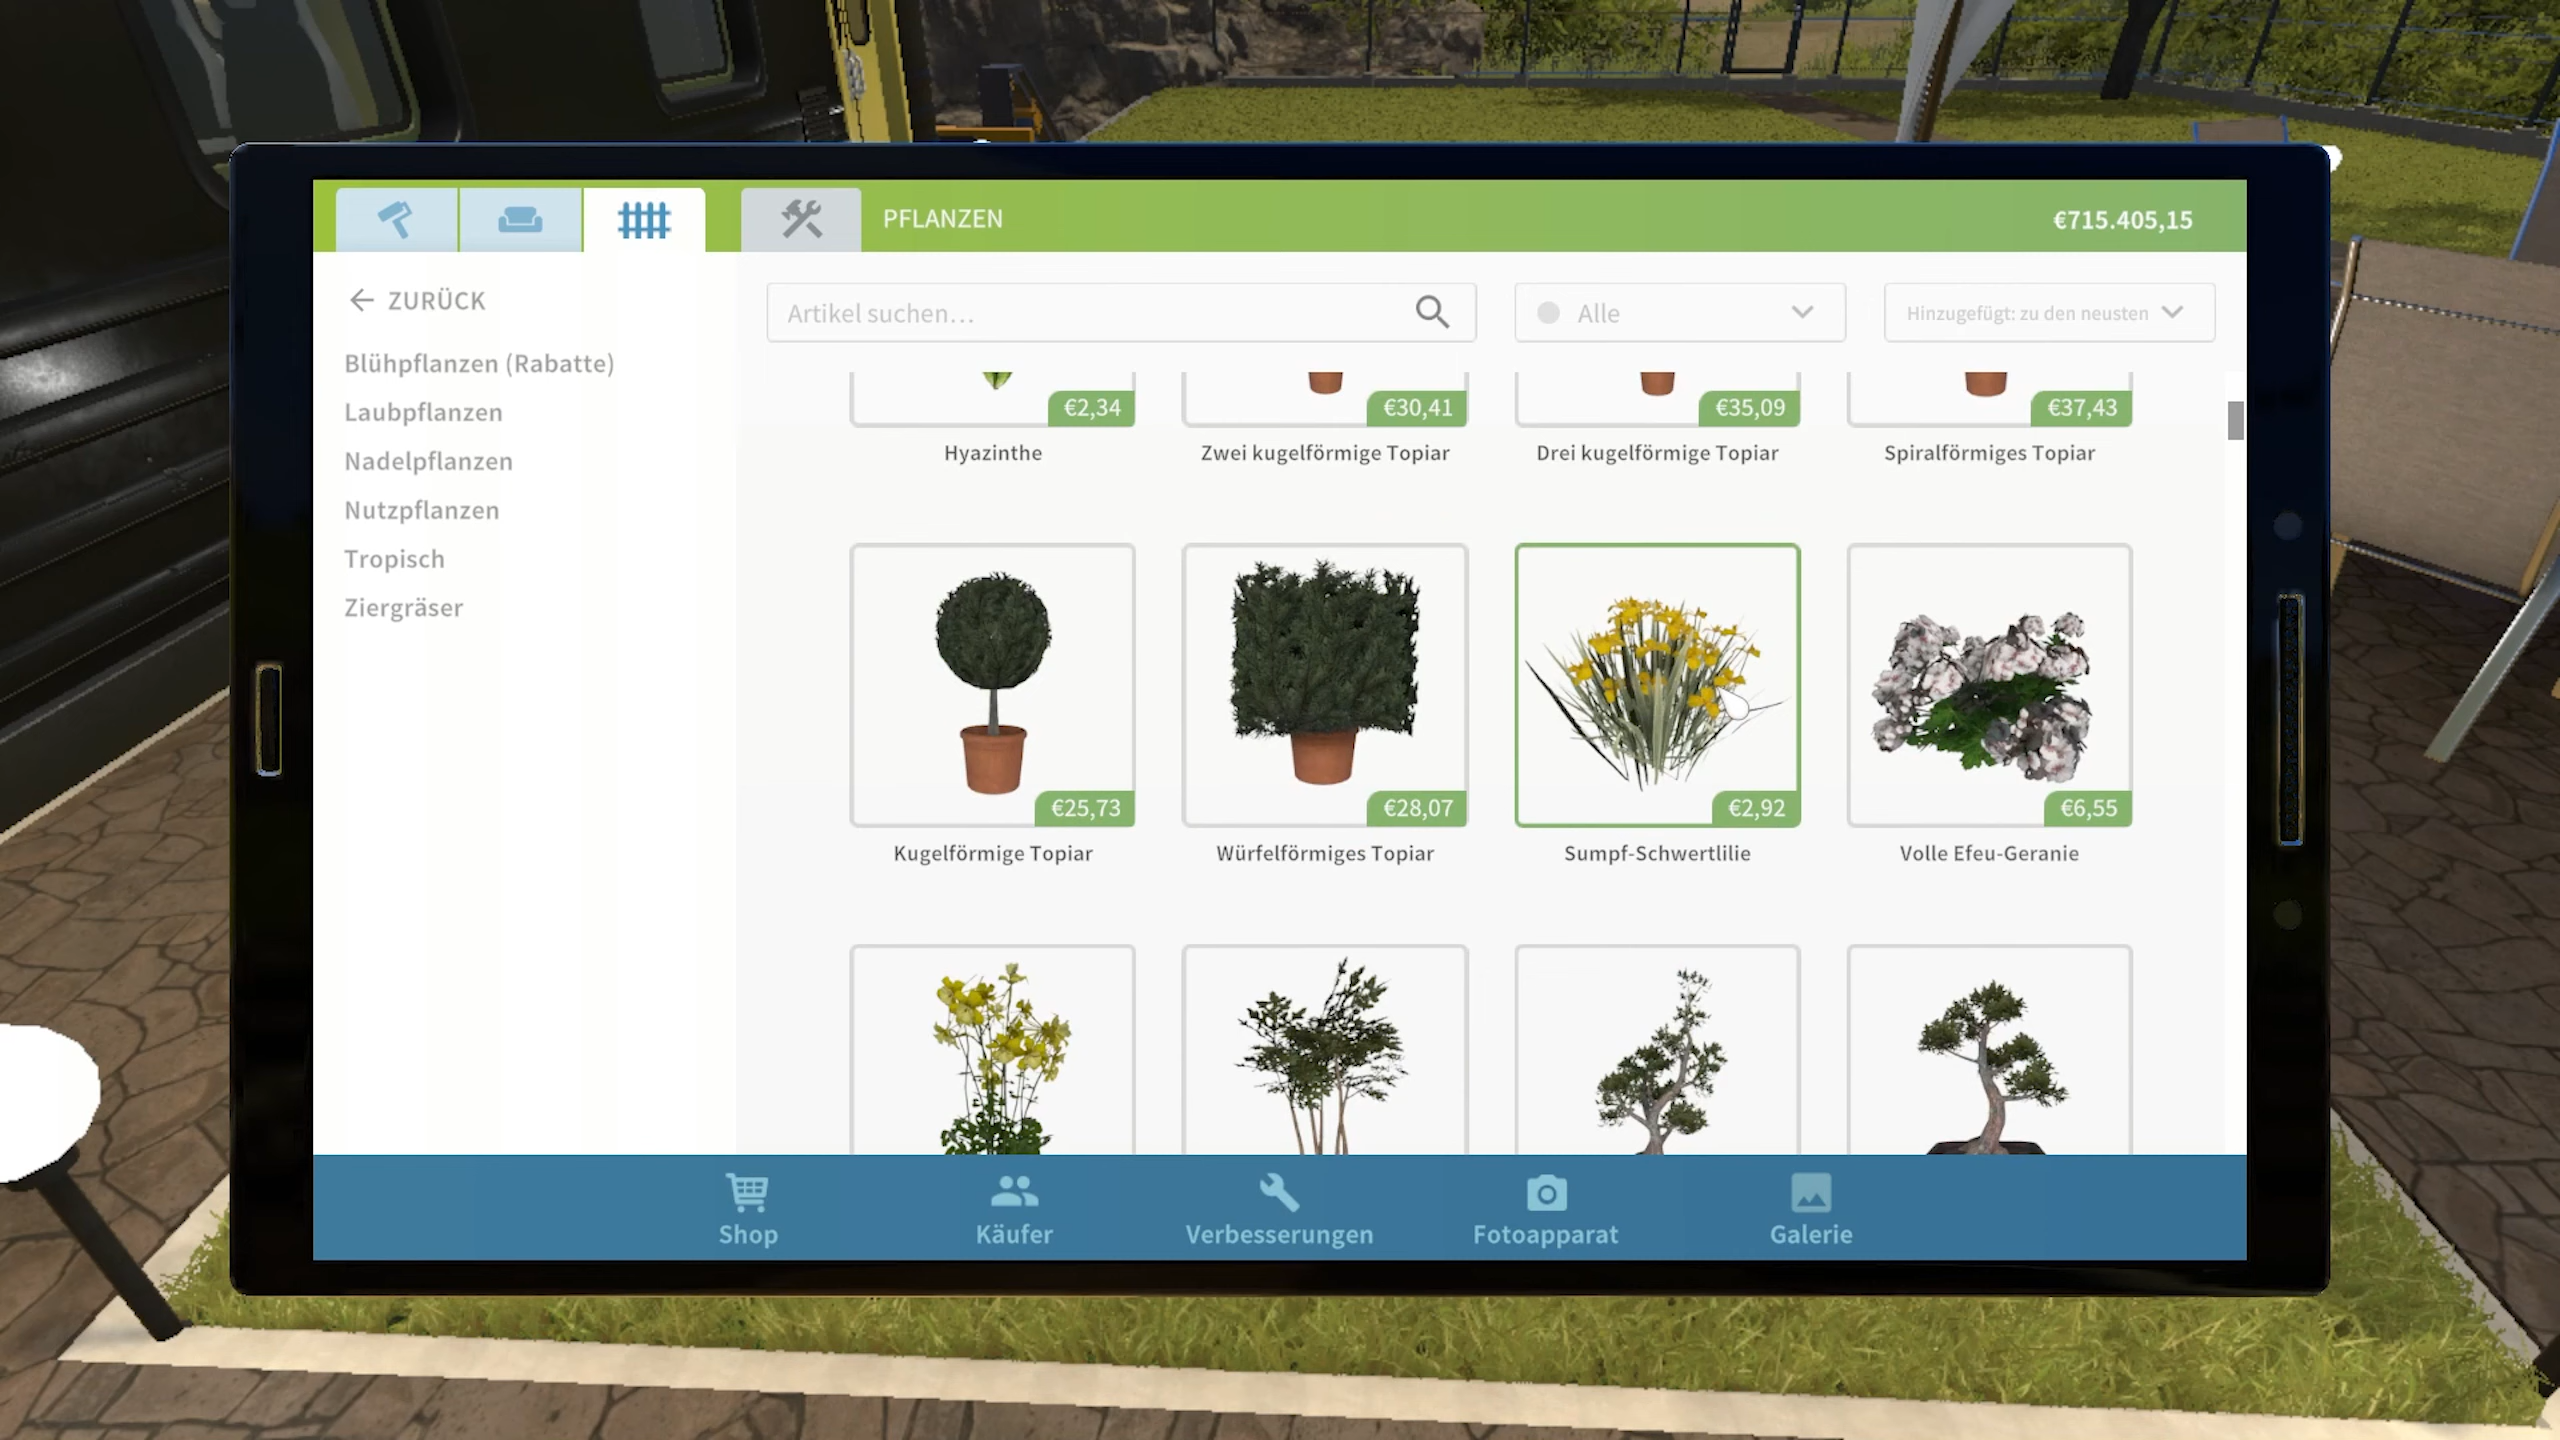 PFLANZEN
€715.405,15
ZURÜCK
Artikel suchen...
Alle
Hinzugefügt: zu den neusten
Blühpflanzen (Rabatte)
Laubpflanzen
Nadelpflanzen
Nutzpflanzen
Tropisch
Ziergräser
€2,34
€30,41
€35,09
€37,43
Hyazinthe
Zwei kugelförmige Topiar
Drei kugelförmige Topiar
Spiralförmiges Topiar
€25,73
€28,07
€2,92
€6,55
Kugelförmige Topiar
Würfelförmiges Topiar
Sumpf-Schwertlilie
Volle Efeu-Geranie
Shop
Käufer
Verbesserungen
Fotoapparat
Galerie